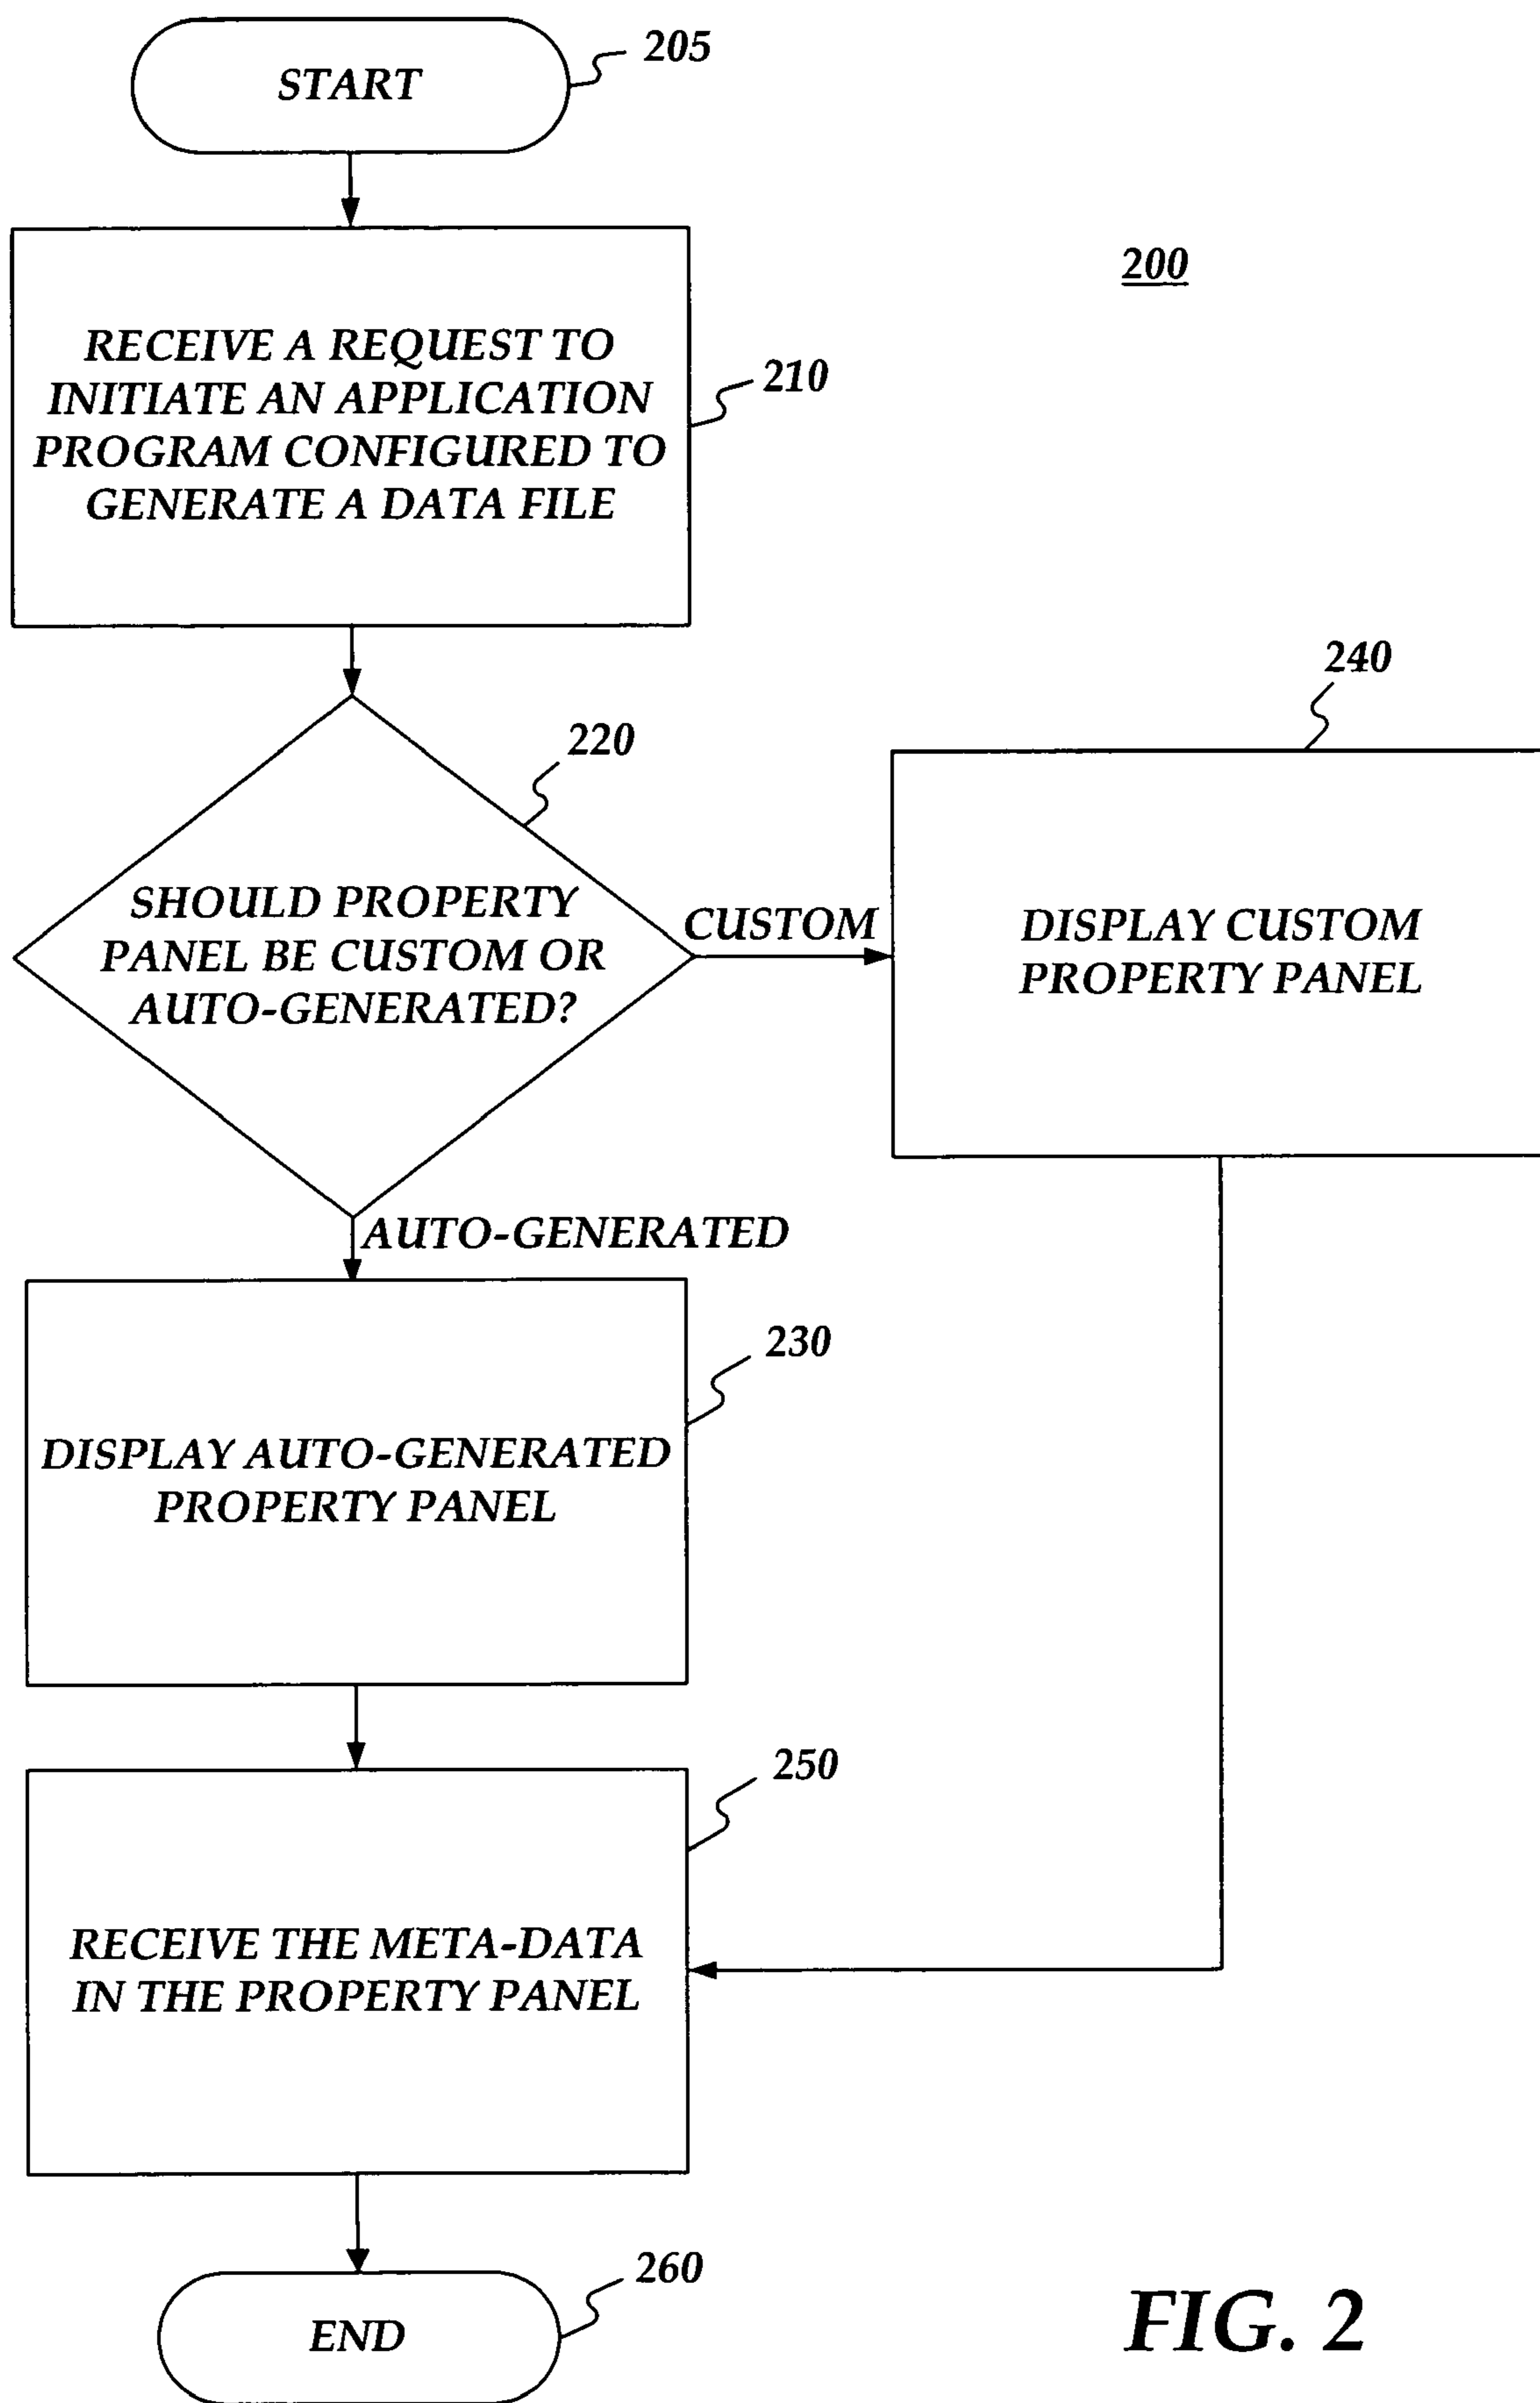 START
205
200
RECEIVE A REQUEST TO
INITIATE AN APPLICATION
PROGRAM CONFIGURED TO
GENERATE A DATA FILE
210
220
240
SHOULD PROPERTY
PANEL BE CUSTOM OR
AUTO-GENERATED?
CUSTOM
DISPLAY CUSTOM
PROPERTY PANEL
AUTO-GENERATED
230
DISPLAY AUTO-GENERATED
PROPERTY PANEL
250
RECEIVE THE META-DATA
IN THE PROPERTY PANEL
260
END
FIG. 2